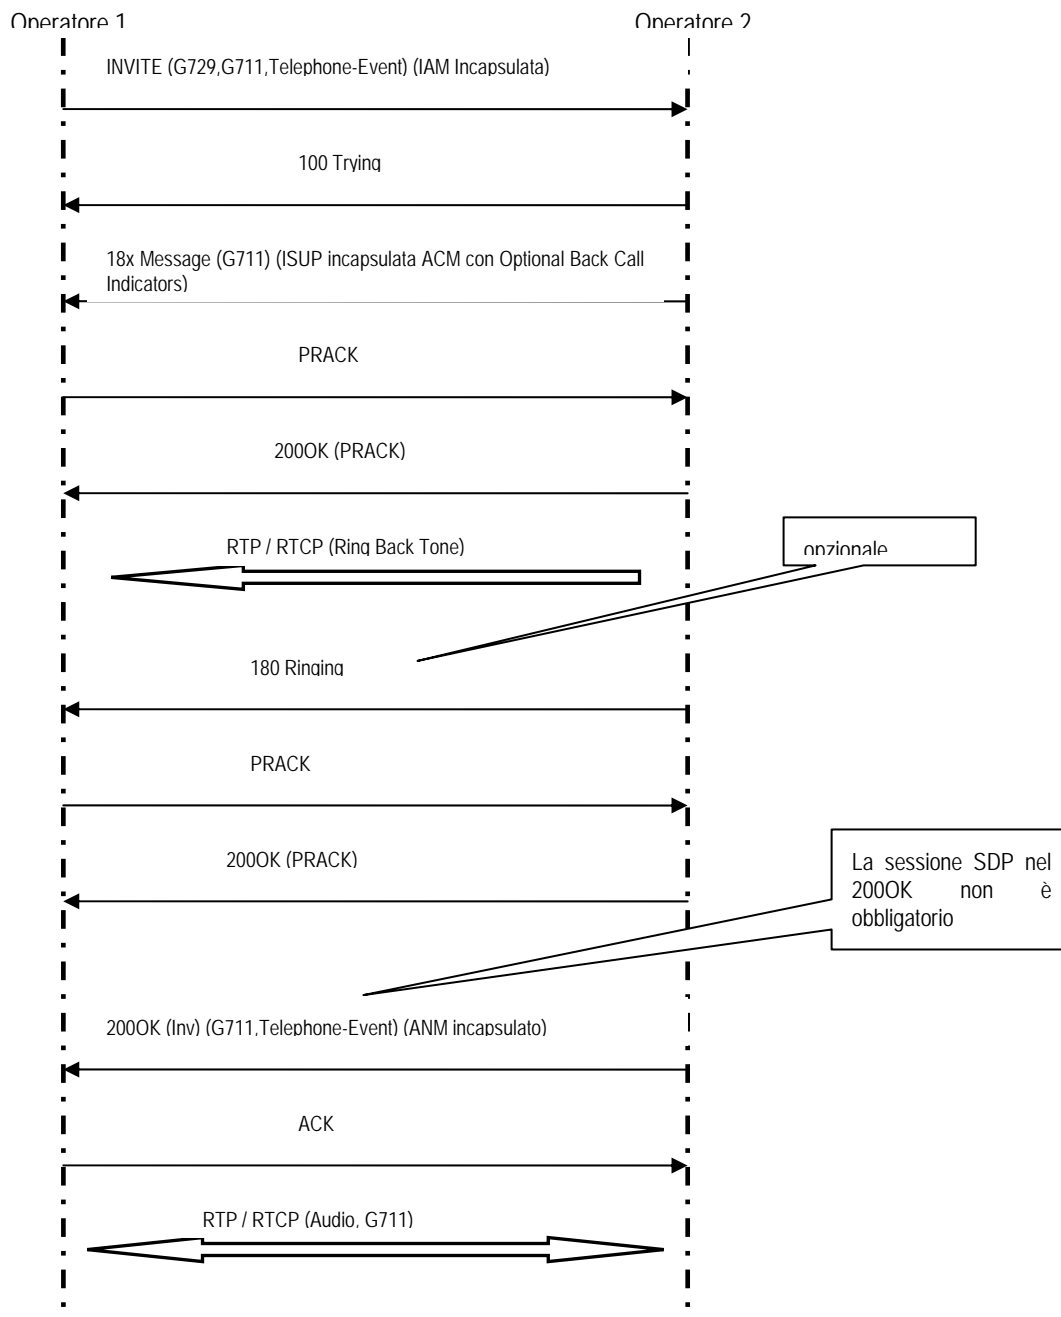 Operatore 1
Operatore 2
INVITE (G729,G711,Telephone-Event) (IAM Incapsulata)
100 Trying
18x Message (G711) (ISUP incapsulata ACM con Optional Back Call
Indicators)
PRACK
200OK (PRACK)
RTP / RTCP (Ring Back Tone)
opzionale
180 Ringing
PRACK
200OK (PRACK)
La sessione SDP nel
200OK non è
obbligatorio
200OK (Inv) (G711,Telephone-Event) (ANM incapsulato)
ACK
RTP / RTCP (Audio, G711)